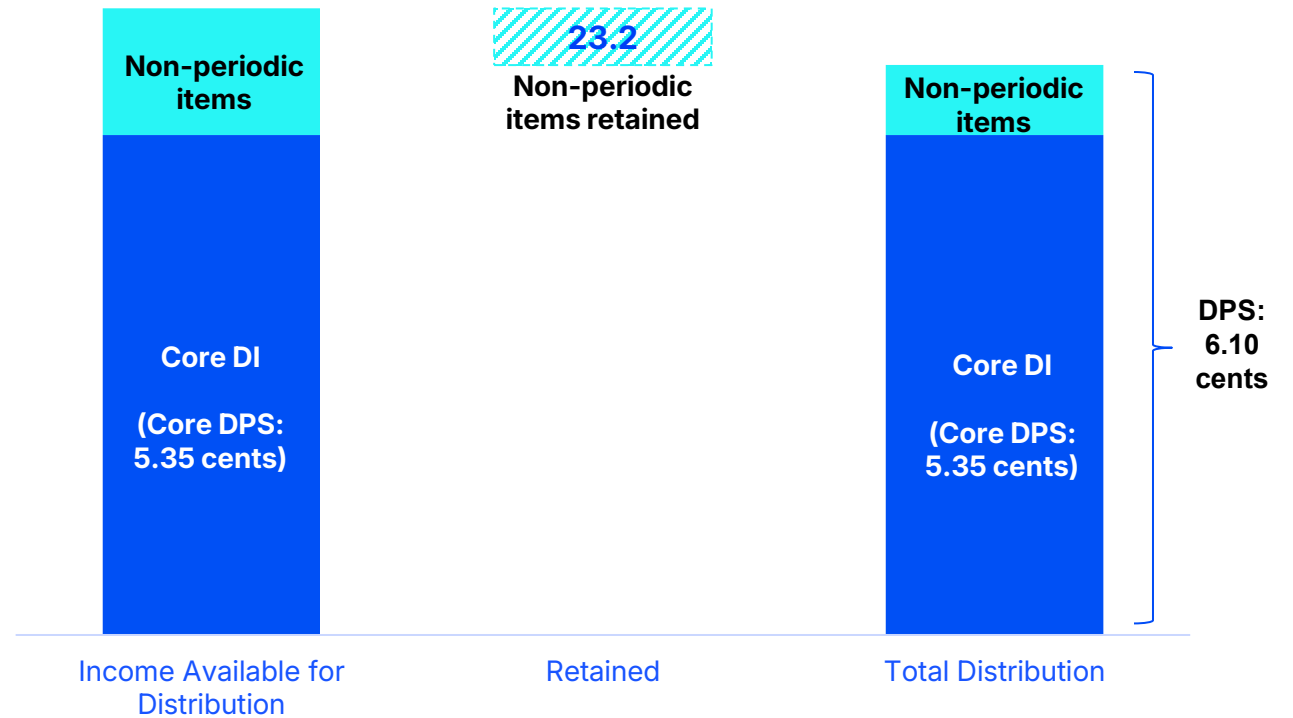 Non-periodic
items
Core DI
(Core DPS:
5.35 cents)
23.2
Non-periodic
items retained
Non-periodic
items
Core DI
(Core DPS:
5.35 cents)
DPS:
6.10
cents
Income Available for
Distribution
Retained
Total Distribution